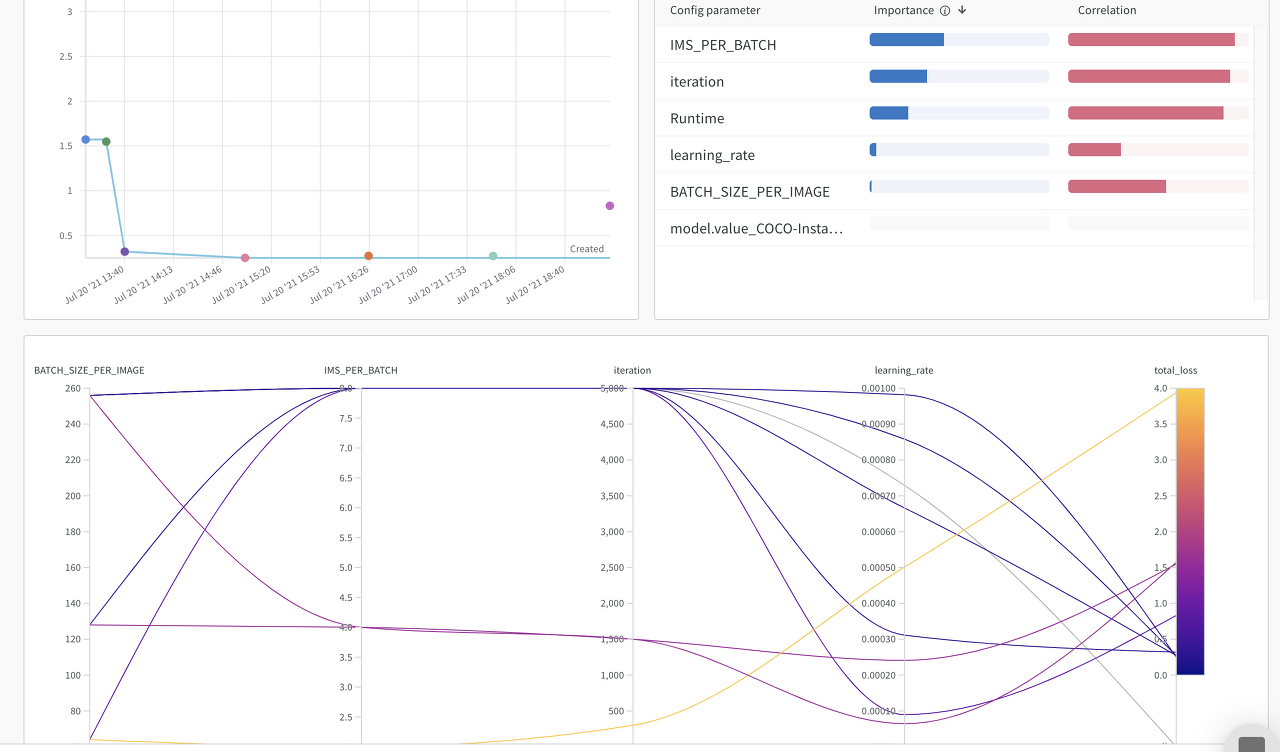 3
2.5
2
1.5
1
0.5
Created
Jul 20 '21 13:40
Jul 20 '21 14:13
Jul 20 '21 14:46
Jul 20 '21 15:20
Jul 20 '21 15:53
Jul 20 '21 16:26
Jul 20 '21 17:00
Jul 20 '21 17:33
Jul 20 '21 18:06
Jul 20 '21 18:40
Config parameter Importance Correlation
IMS_PER_BATCH
iteration
Runtime
learning_rate
BATCH_SIZE_PER_IMAGE
model.value_COCO-Insta…
BATCH_SIZE_PER_IMAGE
260
240
220
200
180
160
140
120
100
80
IMS_PER_BATCH
8.0
7.5
7.0
6.5
6.0
5.5
5.0
4.5
4.0
3.5
3.0
2.5
iteration
5,000
4,500
4,000
3,500
3,000
2,500
2,000
1,500
1,000
500
learning_rate
0.00100
0.00090
0.00080
0.00070
0.00060
0.00050
0.00040
0.00030
0.00020
0.00010
total_loss
4.0
3.5
3.0
2.5
2.0
1.5
1.0
0.5
0.0